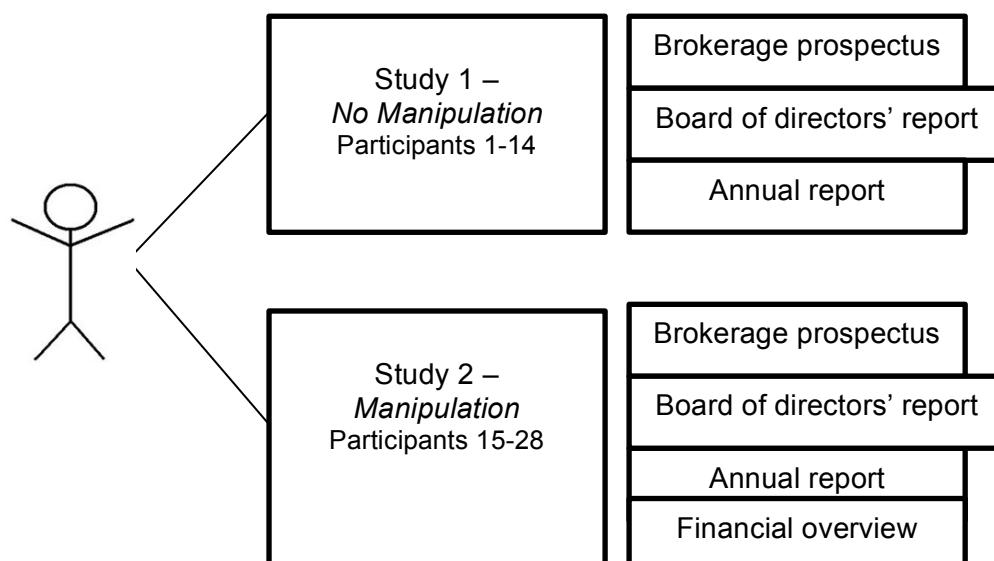 Study 1 –
No Manipulation
Participants 1-14
Brokerage prospectus
Board of directors’ report
Annual report
Study 2 –
Manipulation
Participants 15-28
Brokerage prospectus
Board of directors’ report
Annual report
Financial overview